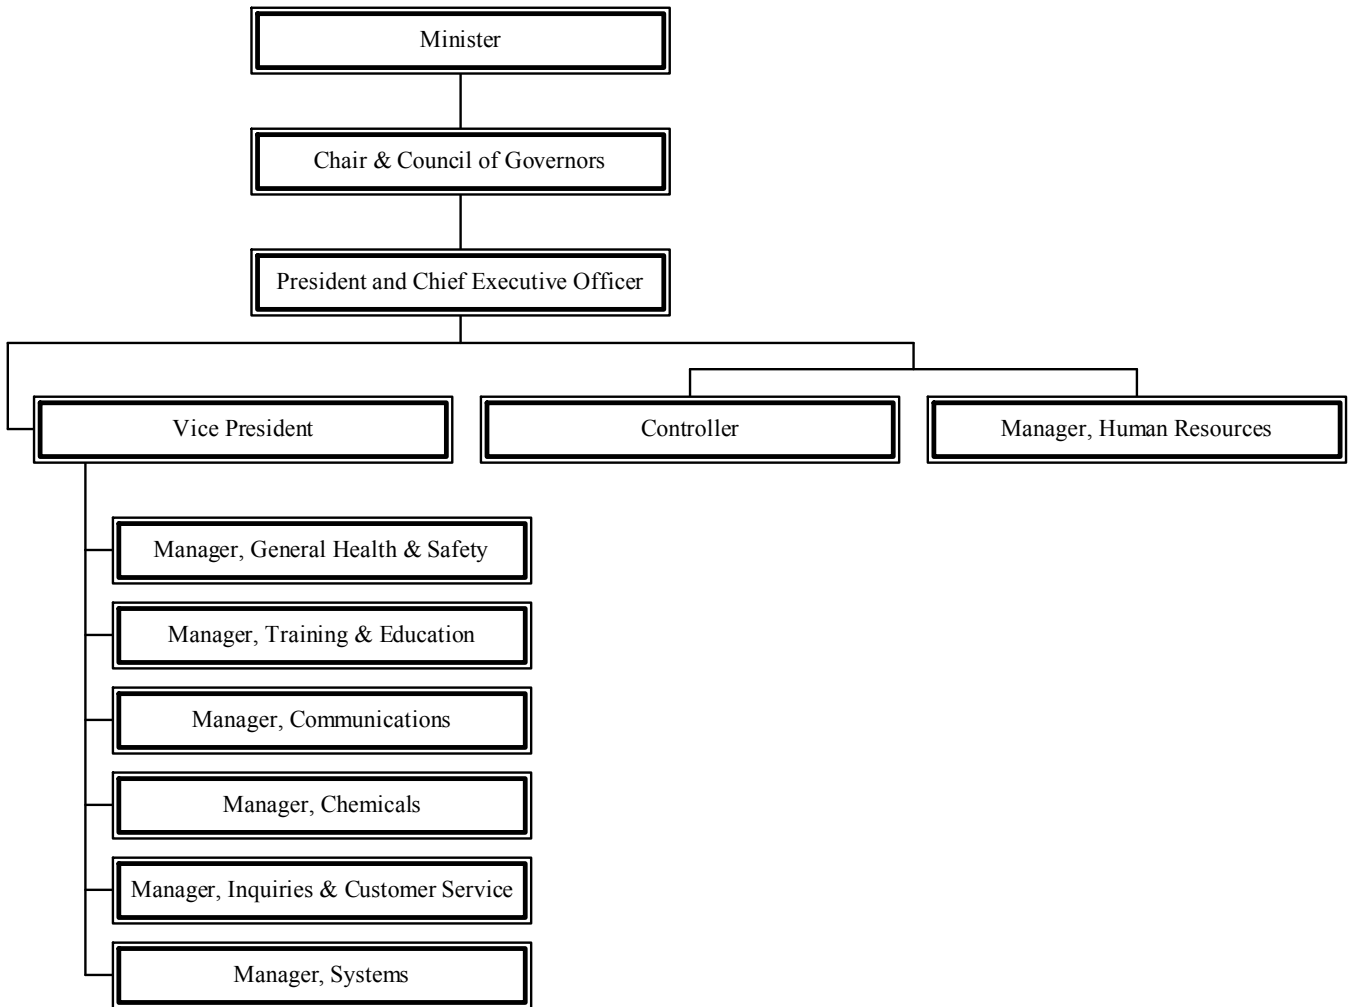 Minister
Chair & Council of Governors
President and Chief Executive Officer
Vice President
Controller
Manager, Human Resources
Manager, General Health & Safety
Manager, Training & Education
Manager, Communications
Manager, Chemicals
Manager, Inquiries & Customer Service
Manager, Systems